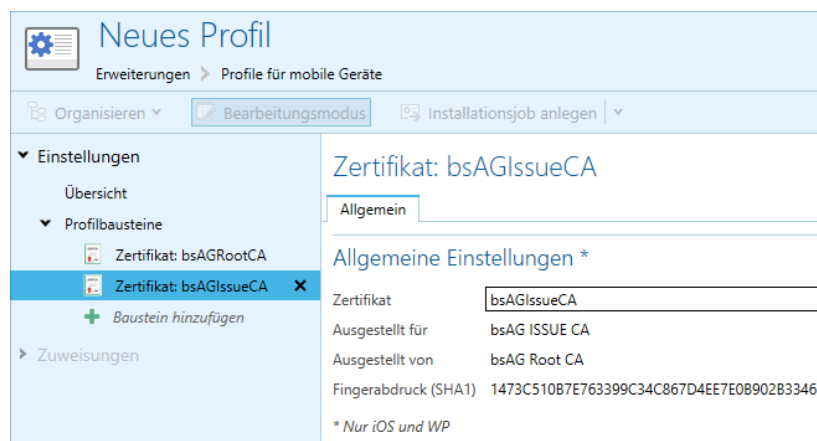 Neues Profil
Erweiterungen > Profile für mobile Geräte
Organisieren Bearbeitungsmodus Installationsjob anlegen
Einstellungen
Übersicht
Profilbausteine
Zertifikat: bsAGRootCA
Zertifikat: bsAGIssueCA
Baustein hinzufügen
Zuweisungen
Zertifikat: bsAGIssueCA
Allgemein
Allgemeine Einstellungen *
Zertifikat bsAGIssueCA
Ausgestellt für bsAG ISSUE CA
Ausgestellt von bsAG Root CA
Fingerabdruck (SHA1) 1473C510B7E763399C34C867D4EE7E0B902B3346
* Nur iOS und WP